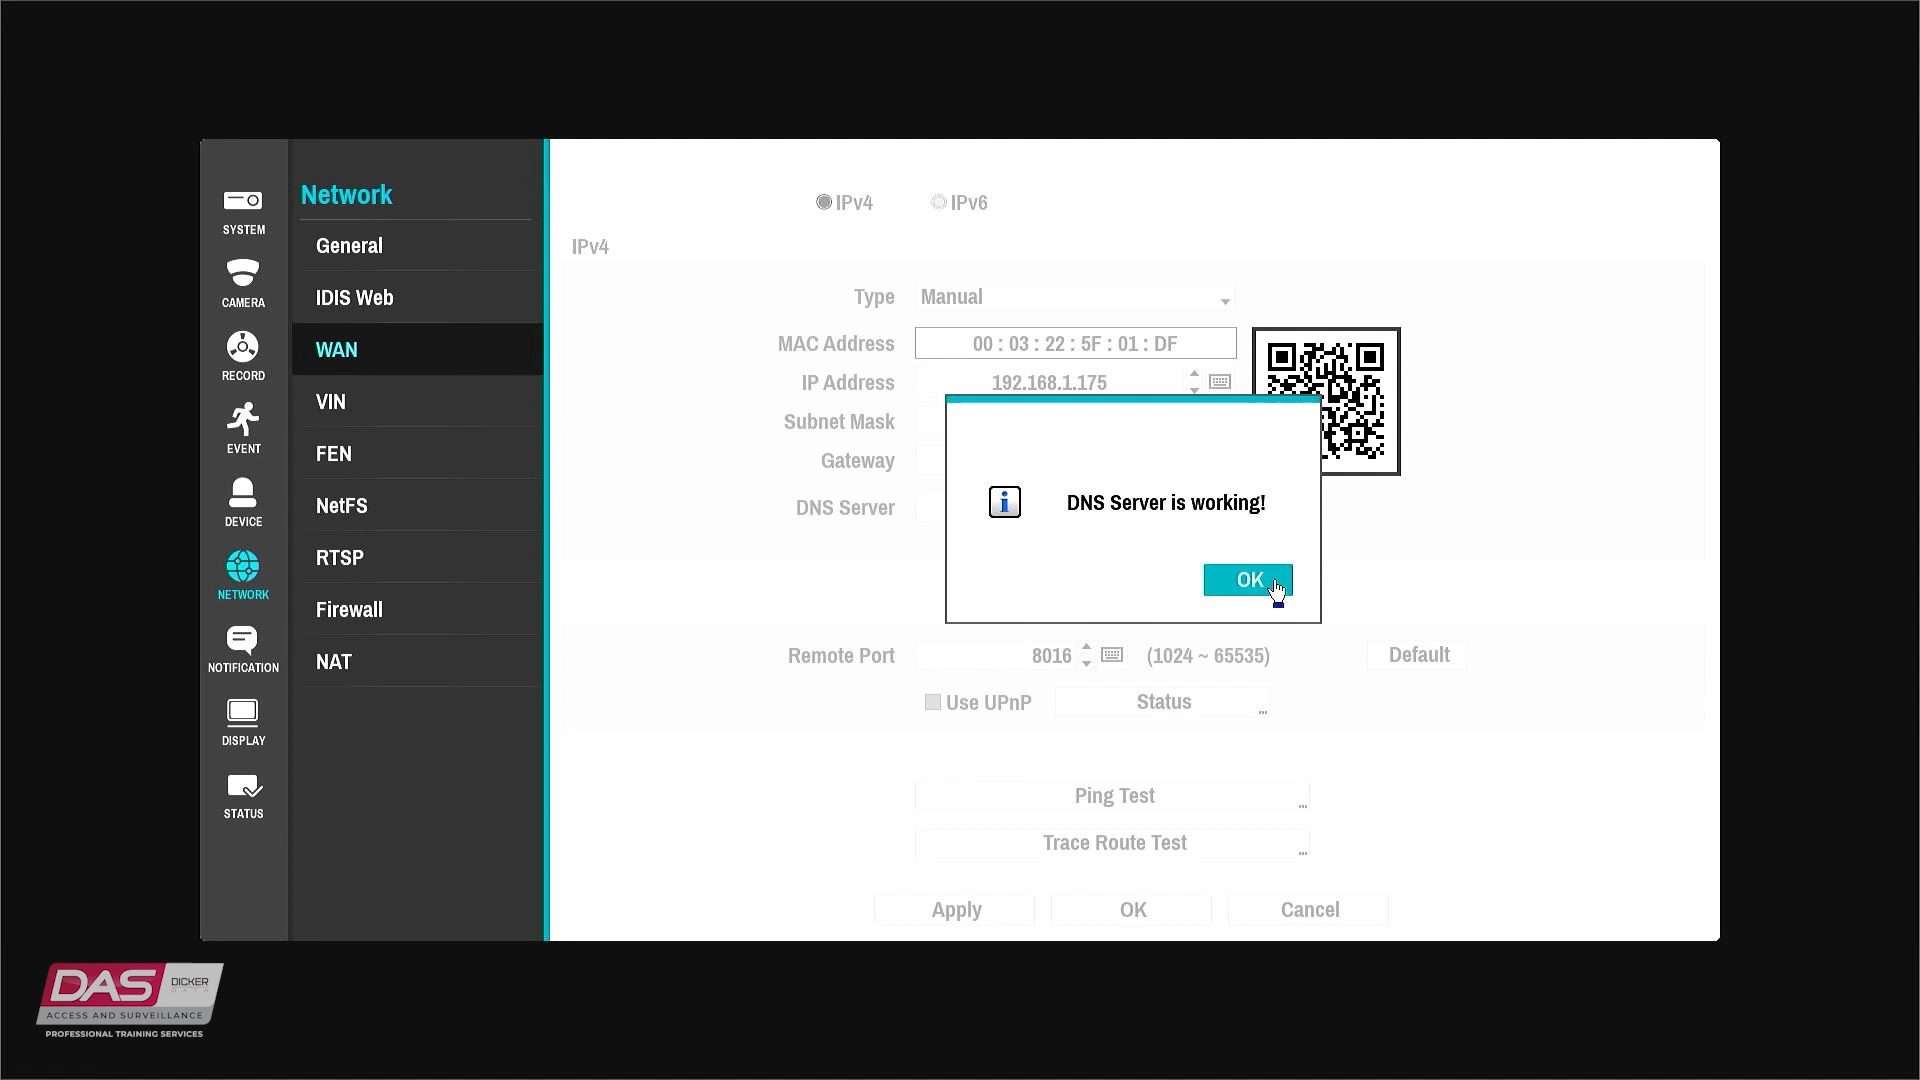 SYSTEM
CAMERA
RECORD
EVENT
DEVICE
NETWORK
NOTIFICATION
DISPLAY
STATUS
Network
General
IDIS Web
WAN
VIN
FEN
NetFS
RTSP
Firewall
NAT
IPv4 IPv6
IPv4
Type Manual
MAC Address 00 : 03 : 22 : 5F : 01 : DF
IP Address 192.168.1.175
Subnet Mask
Gateway
DNS Server
DNS Server is working!
OK
Remote Port 8016 (1024 ~ 65535) Default
Use UPnP Status ...
Ping Test ...
Trace Route Test ...
Apply OK Cancel
DAS DICKER
DATA
ACCESS AND SURVEILLANCE
PROFESSIONAL TRAINING SERVICES